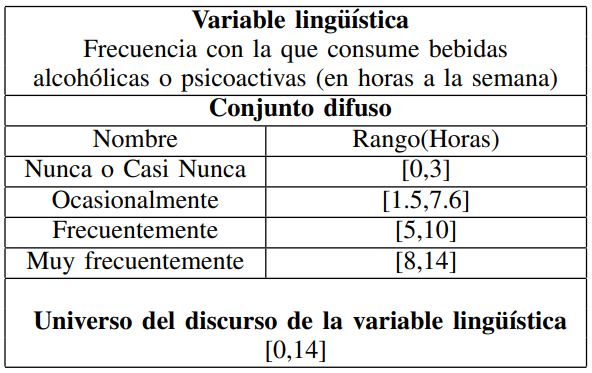 Variable lingüística
Frecuencia con la que consume bebidas
alcohólicas o psicoactivas (en horas a la semana)
Conjunto difuso
Nombre Rango(Horas)
Nunca o Casi Nunca [0,3]
Ocasionalmente [1.5,7.6]
Frecuentemente [5,10]
Muy frecuentemente [8,14]
Universo del discurso de la variable lingüística
[0,14]